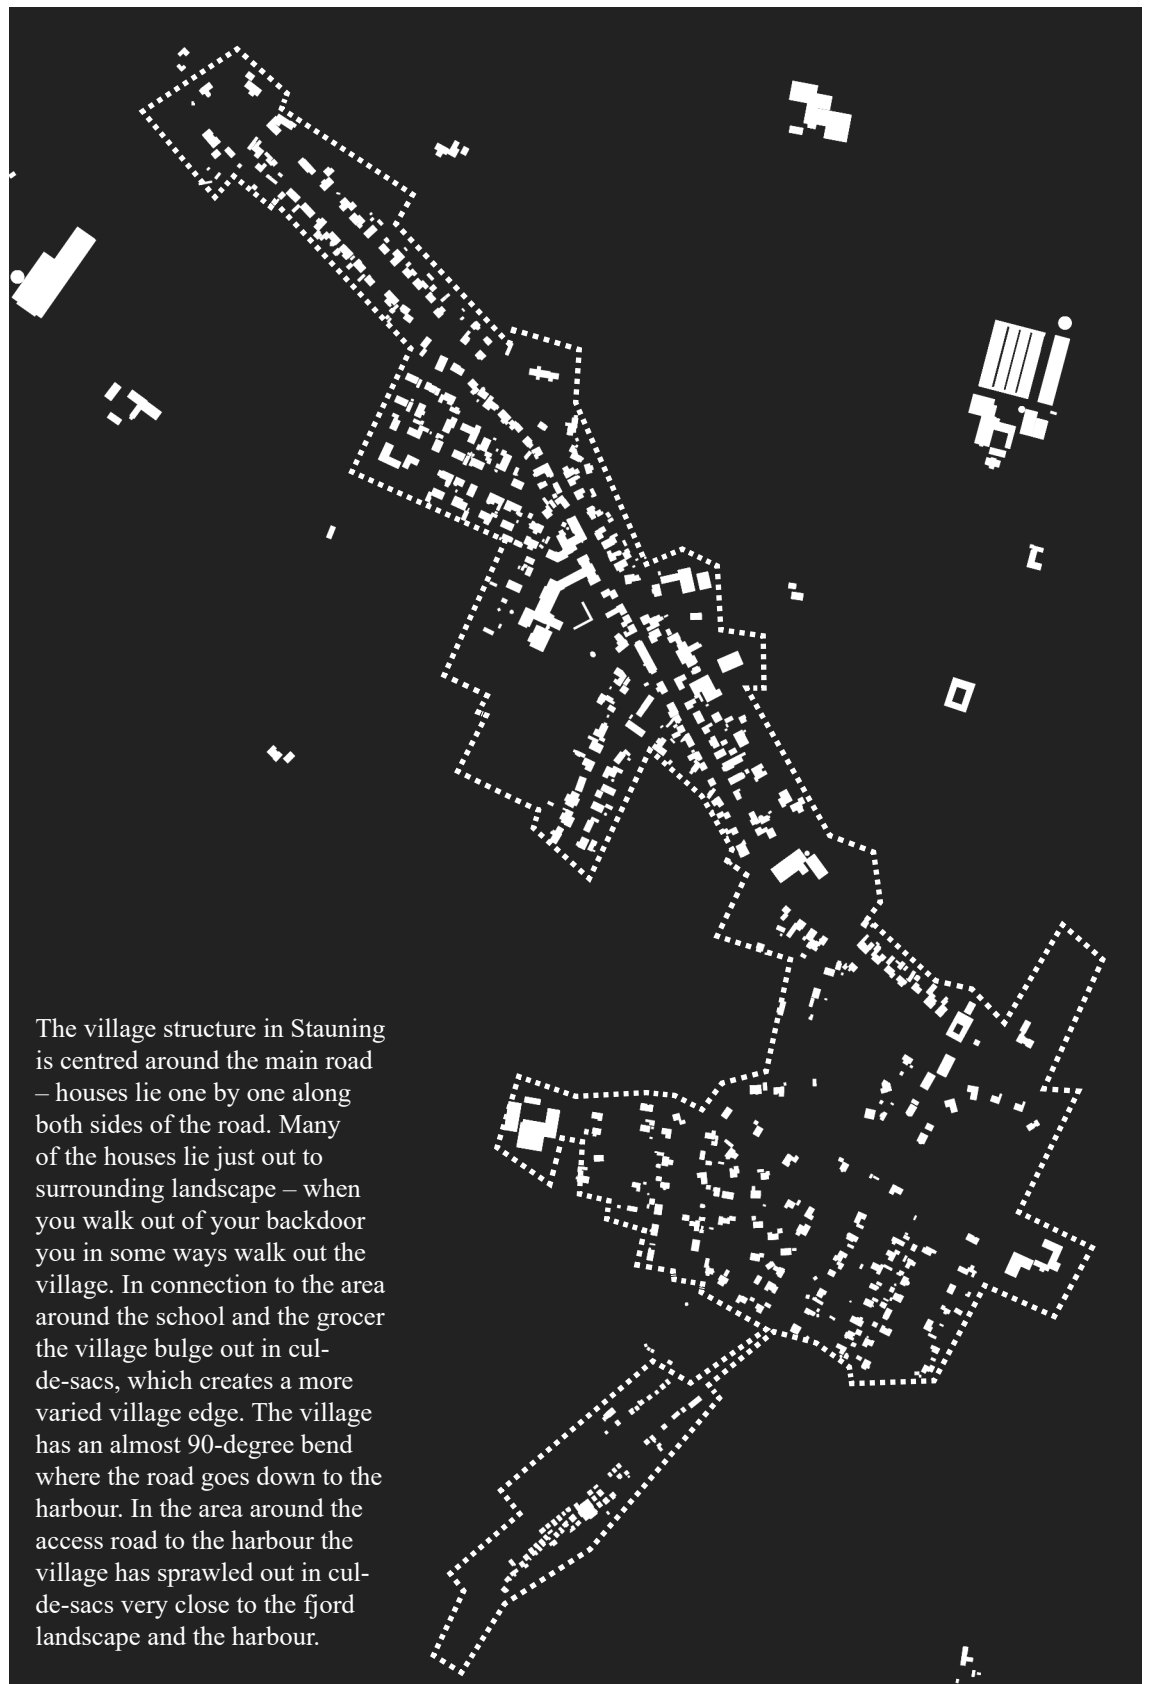 The village structure in Stauning
is centred around the main road
– houses lie one by one along
both sides of the road. Many
of the houses lie just out to
surrounding landscape – when
you walk out of your backdoor
you in some ways walk out the
village. In connection to the area
around the school and the grocer
the village bulge out in cul-
de-sacs, which creates a more
varied village edge. The village
has an almost 90-degree bend
where the road goes down to the
harbour. In the area around the
access road to the harbour the
village has sprawled out in cul-
de-sacs very close to the fjord
landscape and the harbour.